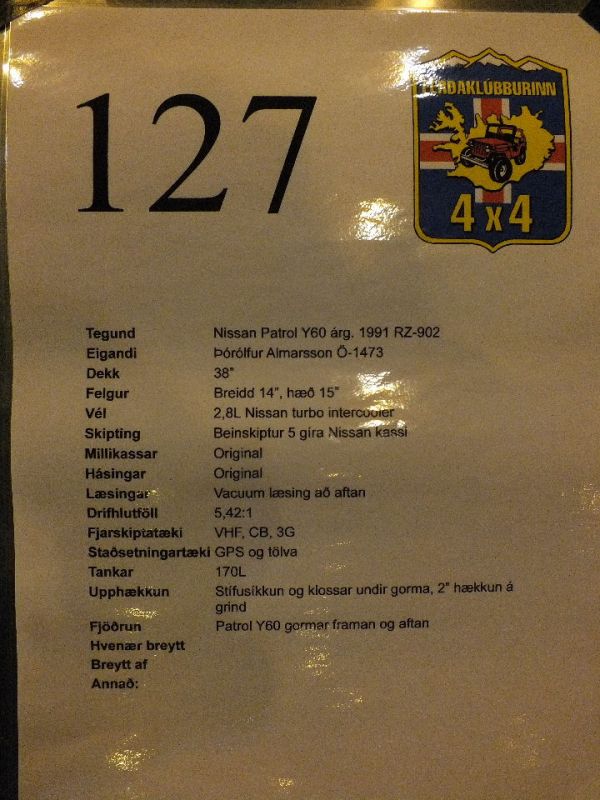 127
FERÐAKLÚBBURINN
4 x 4
Tegund Nissan Patrol Y60 árg. 1991 RZ-902
Eigandi Þórólfur Almarsson Ö-1473
Dekk 38"
Felgur Breidd 14", hæð 15"
Vél 2,8L Nissan turbo intercooler
Skipting Beinskiptur 5 gíra Nissan kassi
Millikassar Original
Hásingar Original
Læsingar Vacuum læsing að aftan
Drifhlutföll 5,42:1
Fjarskiptatæki VHF, CB, 3G
Staðsetningartæki GPS og tölva
Tankar 170L
Upphækkun Stífusíkkun og klossar undir gorma, 2" hækkun á
grind
Fjöðrun Patrol Y60 gormar framan og aftan
Hvenær breytt
Breytt af
Annað: